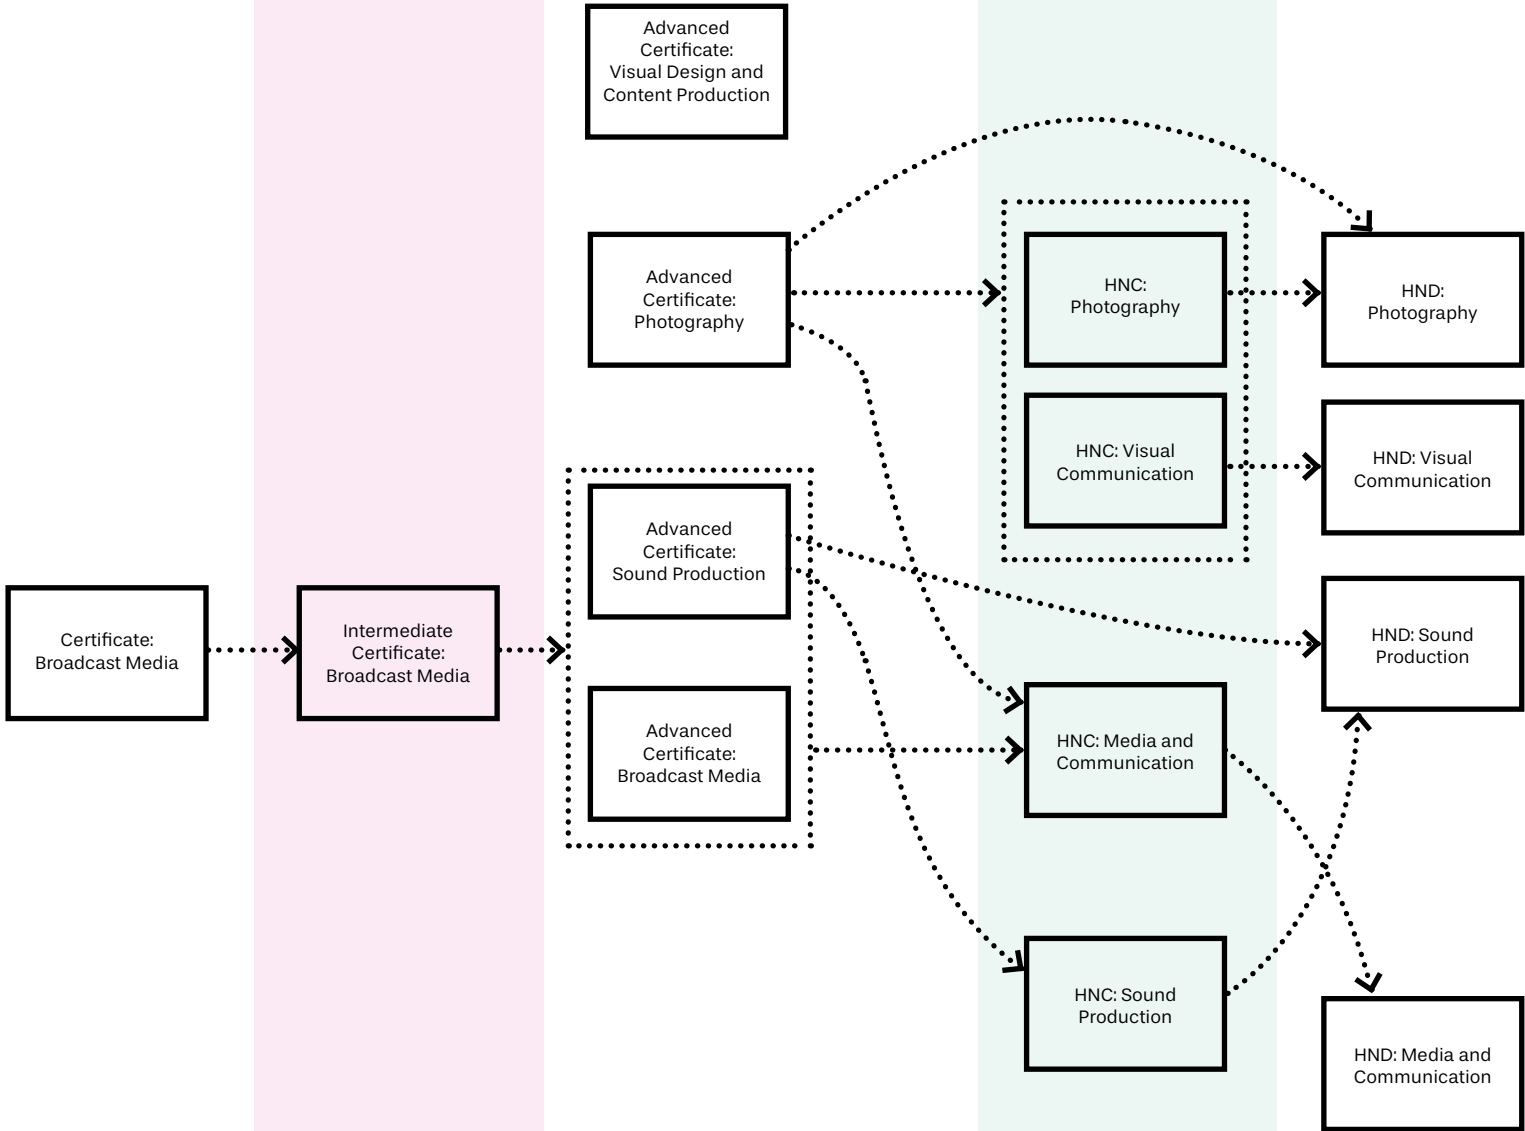 Advanced
Certificate:
Visual Design and
Content Production
Advanced
Certificate:
Photography
HNC:
Photography
HND:
Photography
HNC: Visual
Communication
HND: Visual
Communication
Advanced
Certificate:
Sound Production
Certificate:
Broadcast Media
Intermediate
Certificate:
Broadcast Media
HND: Sound
Production
Advanced
Certificate:
Broadcast Media
HNC: Media and
Communication
HNC: Sound
Production
HND: Media and
Communication